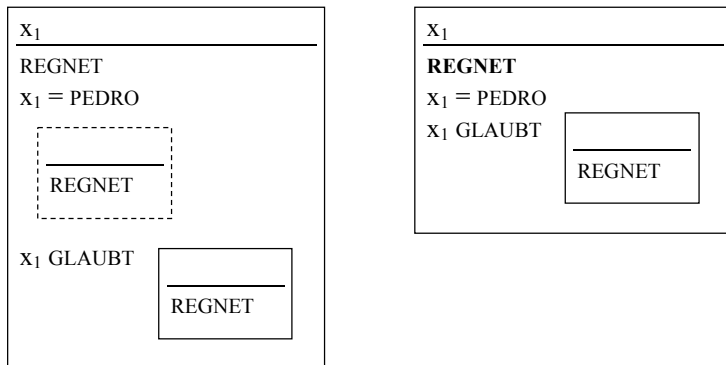 x₁
REGNET
x₁ = PEDRO
REGNET
x₁ GLAUBT
REGNET
x₁
REGNET
x₁ = PEDRO
x₁ GLAUBT
REGNET